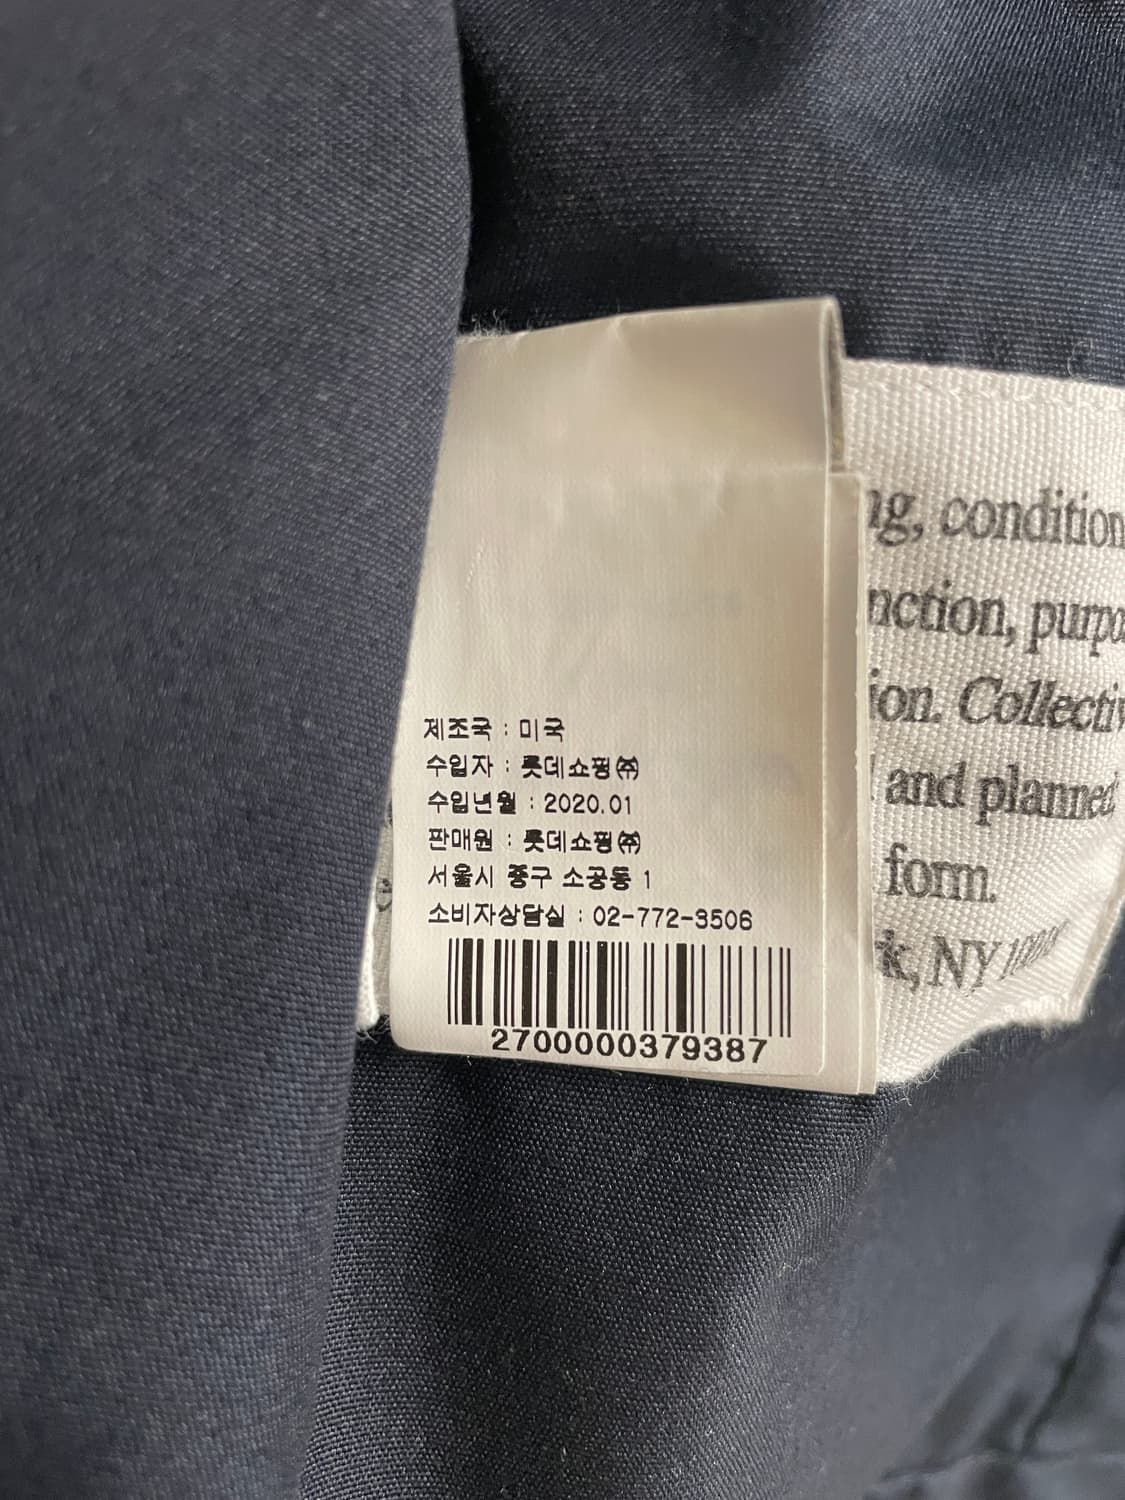 제조국 : 미국
수입자 : 롯데쇼핑㈜
수입년월 : 2020.01
판매원 : 롯데쇼핑㈜
서울시 중구 소공동 1
소비자상담실 : 02-772-3506
2700000379387
ng, condition
nction, purpo
ion. Collectiv
and planned
form.
k, NY